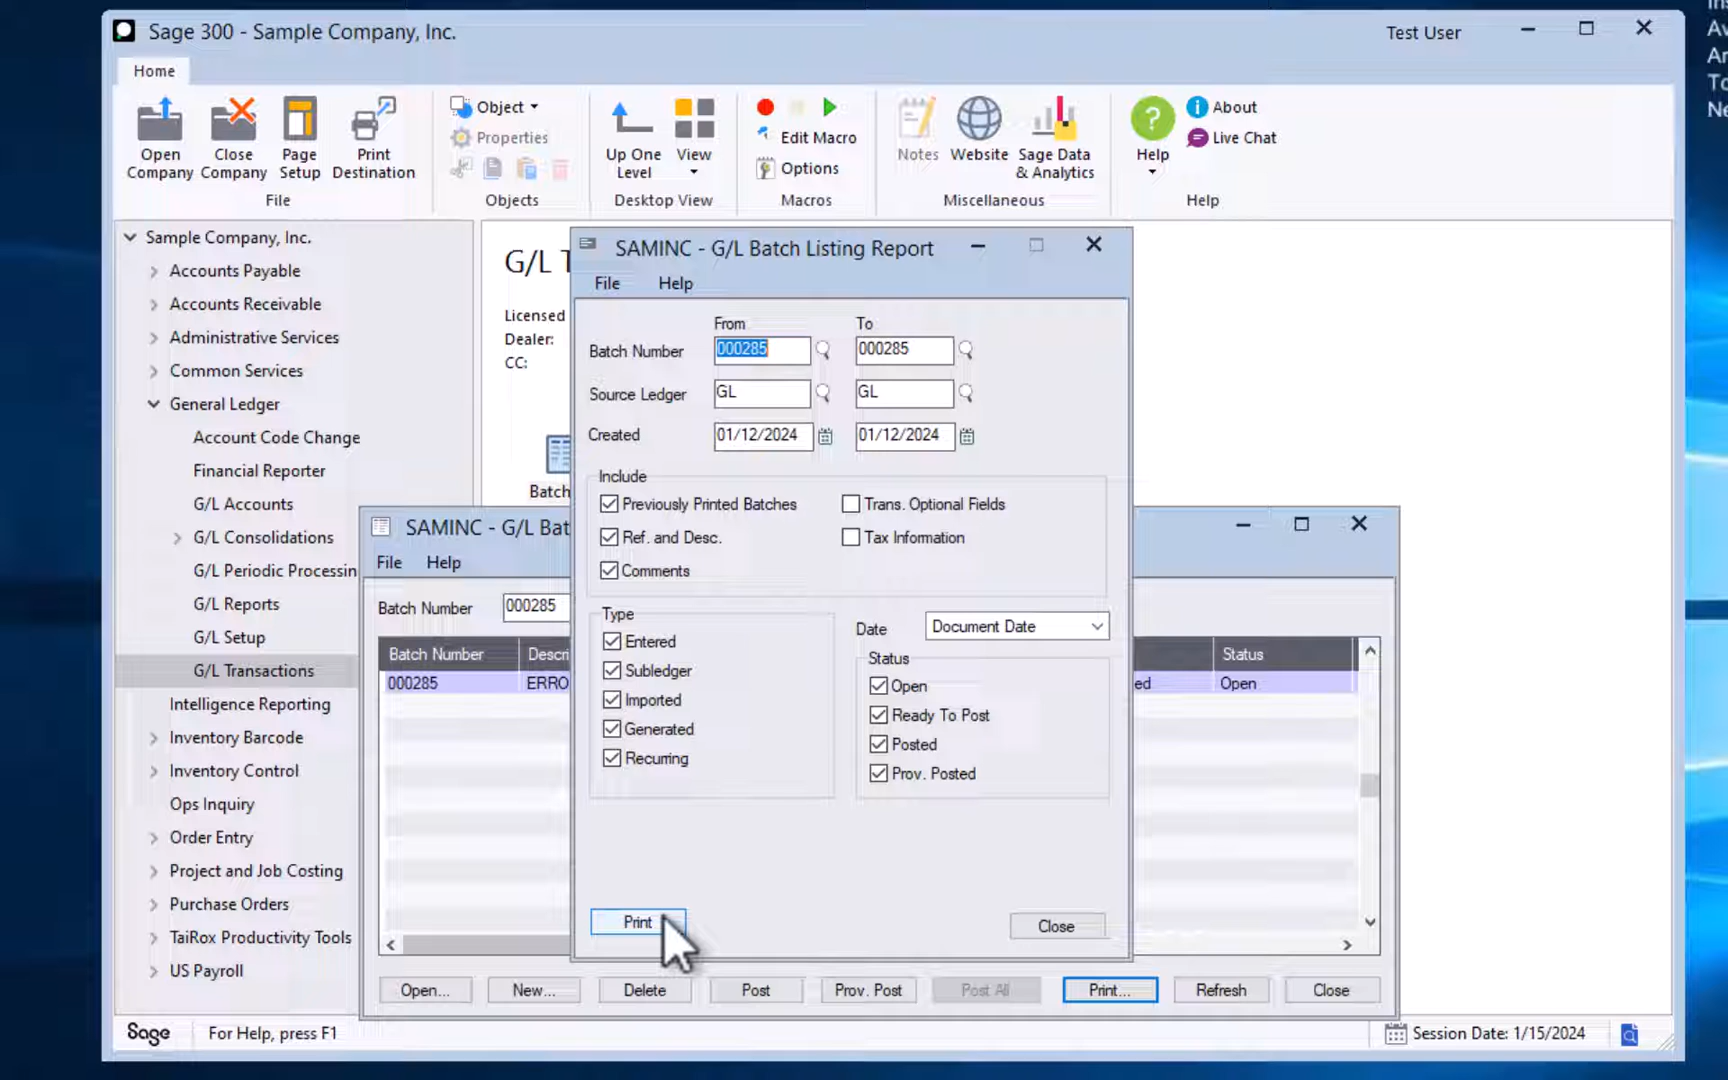 Sage 300 - Sample Company, Inc.
Test User
Home
Open Company
Close Company
Page Setup
Print Destination
File
Object
Properties
Objects
Up One Level
View
Desktop View
Edit Macro
Options
Macros
Notes
Website
Sage Data & Analytics
Miscellaneous
Help
About
Live Chat
Help
Sample Company, Inc.
Accounts Payable
Accounts Receivable
Administrative Services
Common Services
General Ledger
Account Code Change
Financial Reporter
G/L Accounts
G/L Consolidations
G/L Periodic Processin
G/L Reports
G/L Setup
G/L Transactions
Intelligence Reporting
Inventory Barcode
Inventory Control
Ops Inquiry
Order Entry
Project and Job Costing
Purchase Orders
TaiRox Productivity Tools
US Payroll
G/L T
Licensed
Dealer:
CC:
Batch
SAMINC - G/L Batch Listing Report
File Help
From To
Batch Number 000285 000285
Source Ledger GL GL
Created 01/12/2024 01/12/2024
Include
Previously Printed Batches
Trans. Optional Fields
Ref. and Desc.
Tax Information
Comments
Type
Entered
Subledger
Imported
Generated
Recurring
Date Document Date
Status
Open
Ready To Post
Posted
Prov. Posted
Print
Close
SAMINC - G/L Bat
File Help
Batch Number 000285
Batch Number Descri Status
000285 ERRO ed Open
Open... New... Delete Post Prov. Post Post All Print... Refresh Close
Sage
For Help, press F1
Session Date: 1/15/2024